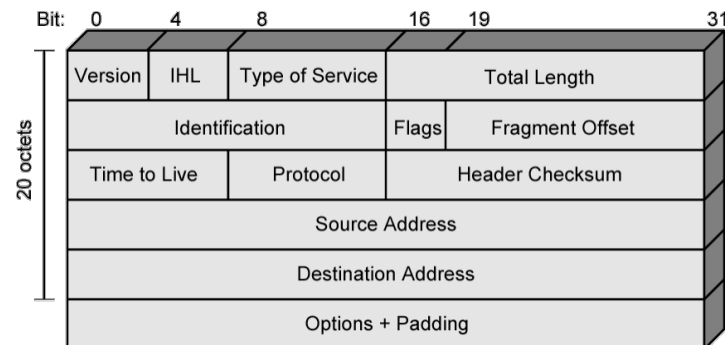 Bit: 0 4 8 16 19 31
Version IHL Type of Service Total Length
Identification Flags Fragment Offset
Time to Live Protocol Header Checksum
Source Address
Destination Address
Options + Padding
20 octets